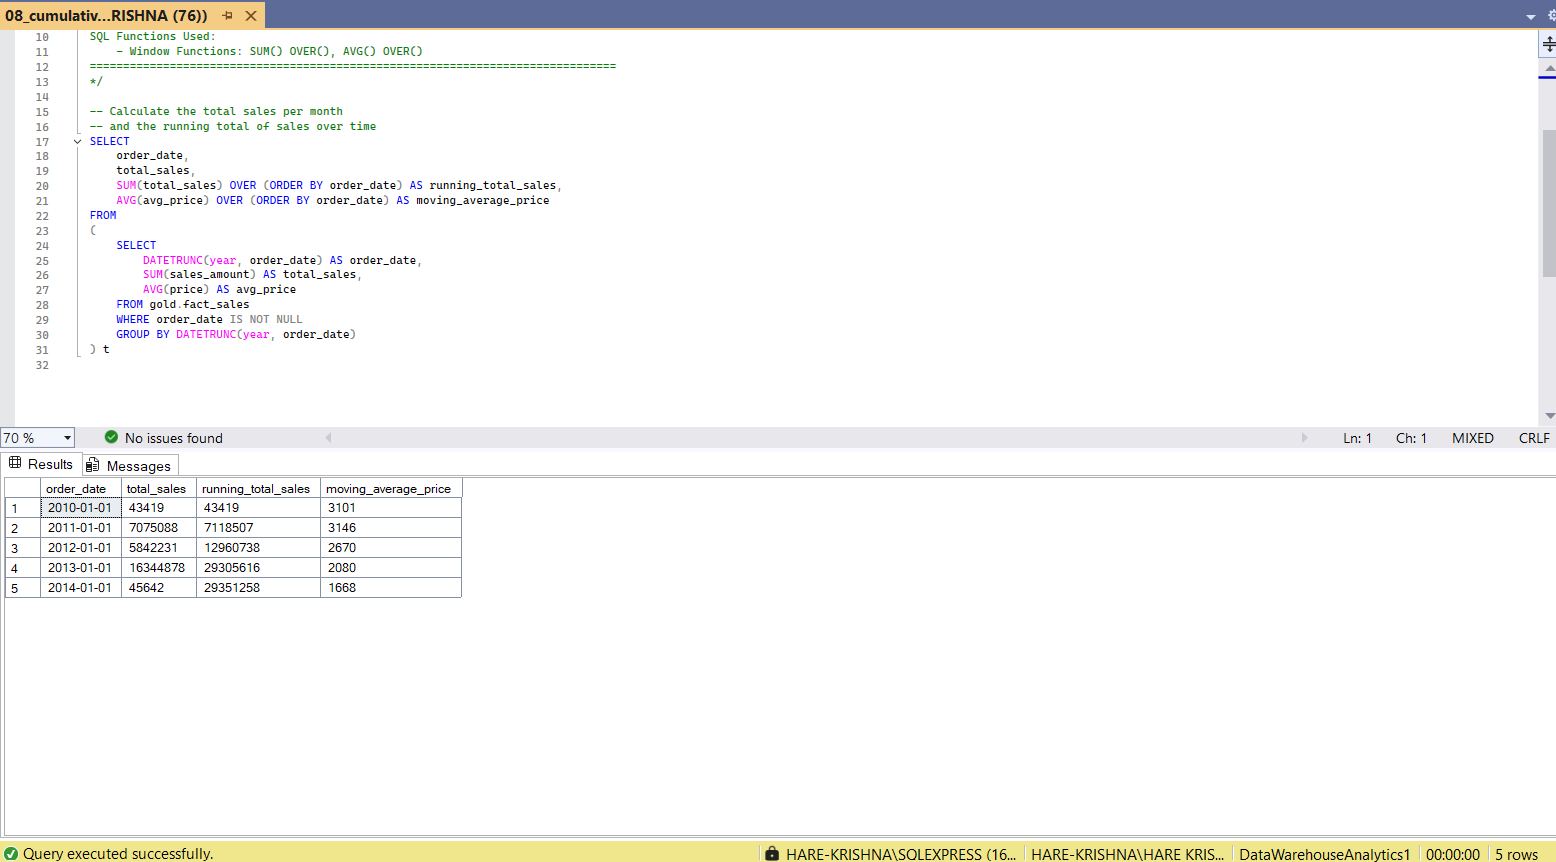 08_cumulativ...RISHNA (76))
10 SQL Functions Used:
11 - Window Functions: SUM() OVER(), AVG() OVER()
12 ===============================================================================
13 */
14
15 -- Calculate the total sales per month
16 -- and the running total of sales over time
17 SELECT
18 order_date,
19 total_sales,
20 SUM(total_sales) OVER (ORDER BY order_date) AS running_total_sales,
21 AVG(avg_price) OVER (ORDER BY order_date) AS moving_average_price
22 FROM
23 (
24 SELECT
25 DATETRUNC(year, order_date) AS order_date,
26 SUM(sales_amount) AS total_sales,
27 AVG(price) AS avg_price
28 FROM gold.fact_sales
29 WHERE order_date IS NOT NULL
30 GROUP BY DATETRUNC(year, order_date)
31 ) t
32
70 % No issues found Ln: 1 Ch: 1 MIXED CRLF
Results Messages
order_date total_sales running_total_sales moving_average_price
1 2010-01-01 43419 43419 3101
2 2011-01-01 7075088 7118507 3146
3 2012-01-01 5842231 12960738 2670
4 2013-01-01 16344878 29305616 2080
5 2014-01-01 45642 29351258 1668
Query executed successfully. HARE-KRISHNA\SQLEXPRESS (16... HARE-KRISHNA\HARE KRIS... DataWarehouseAnalytics1 00:00:00 5 rows